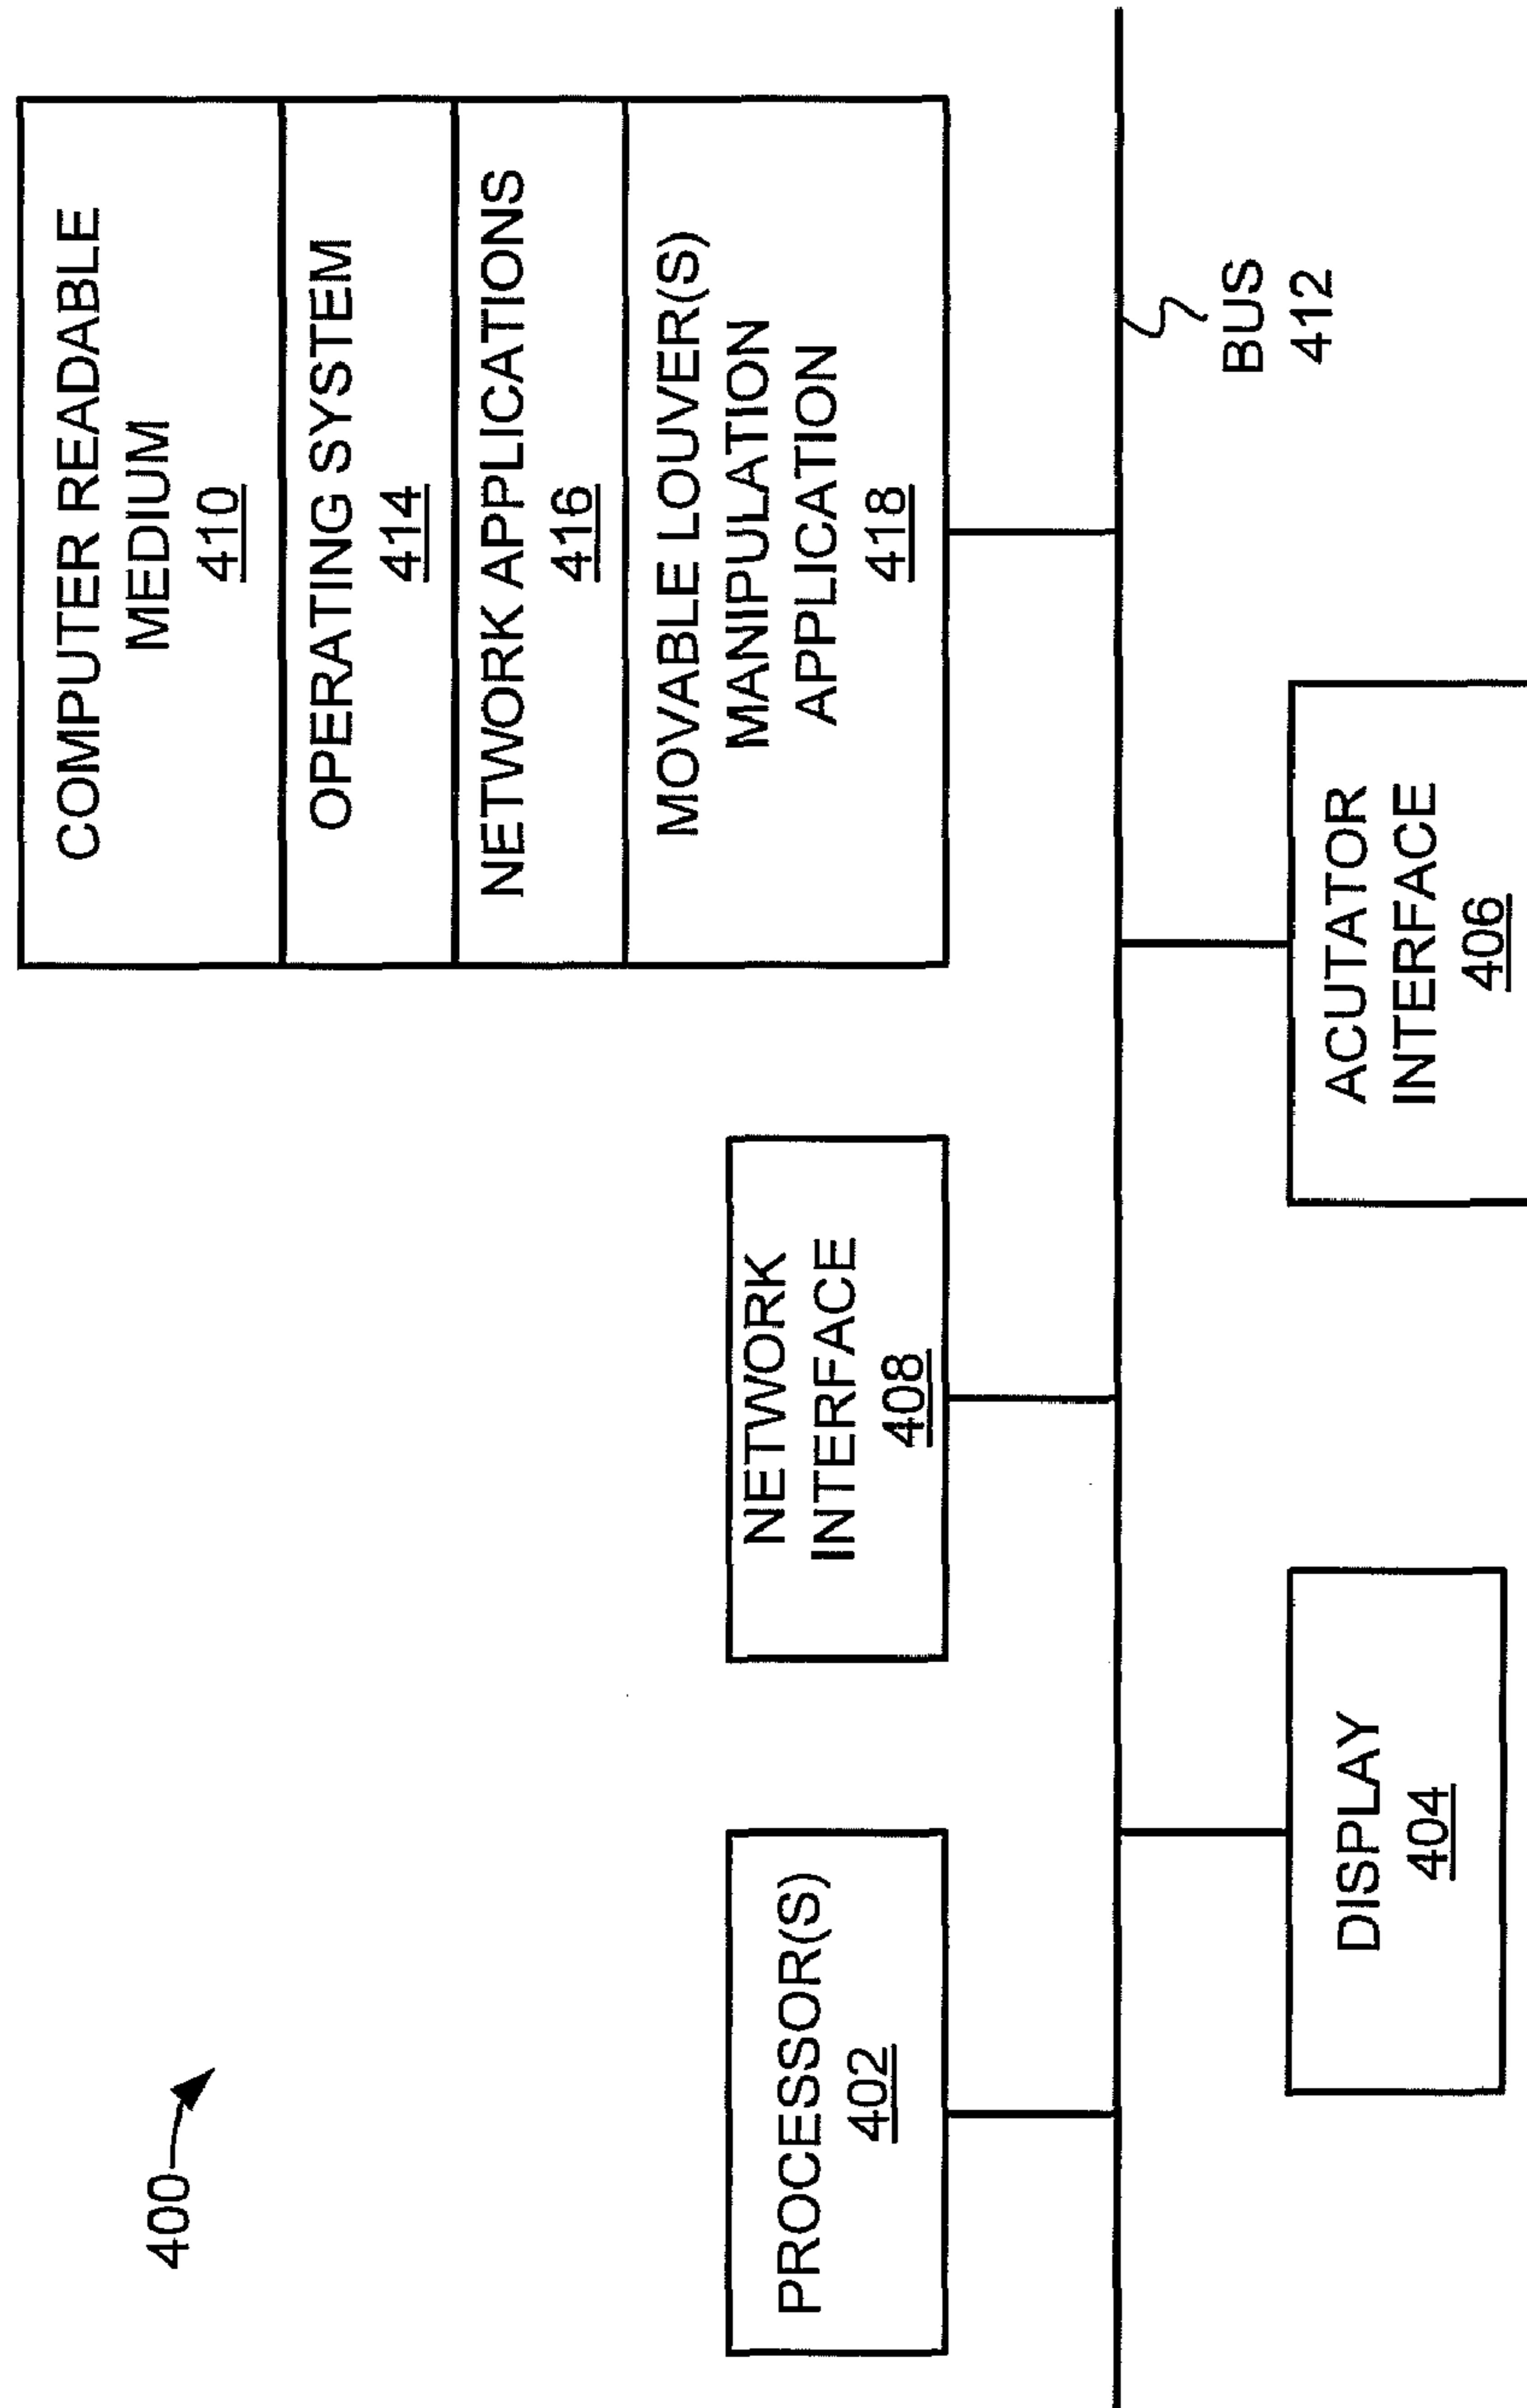 400
COMPUTER READABLE
MEDIUM
410
OPERATING SYSTEM
414
NETWORK APPLICATIONS
416
MOVABLE LOUVER(S)
MANIPULATION
APPLICATION
418
PROCESSOR(S)
402
NETWORK
INTERFACE
408
BUS
412
DISPLAY
404
ACUTATOR
INTERFACE
406